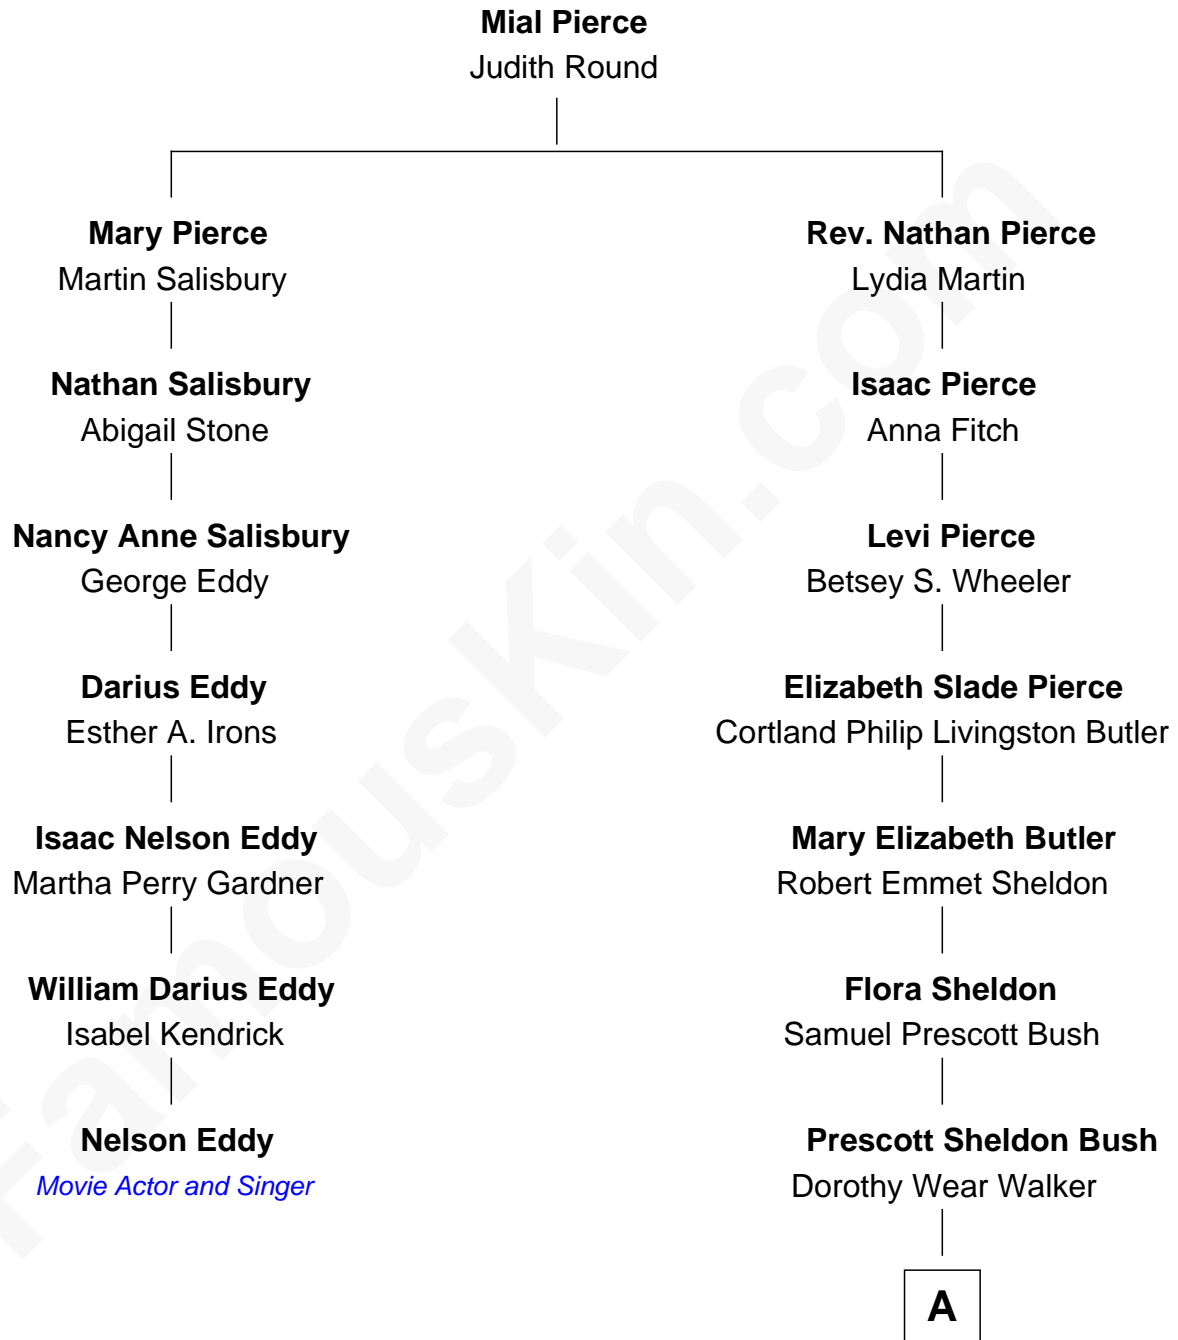 Mial Pierce
Judith Round
Mary Pierce
Martin Salisbury
Rev. Nathan Pierce
Lydia Martin
Nathan Salisbury
Abigail Stone
Isaac Pierce
Anna Fitch
Nancy Anne Salisbury
George Eddy
Levi Pierce
Betsey S. Wheeler
Darius Eddy
Esther A. Irons
Elizabeth Slade Pierce
Cortland Philip Livingston Butler
Isaac Nelson Eddy
Martha Perry Gardner
Mary Elizabeth Butler
Robert Emmet Sheldon
William Darius Eddy
Isabel Kendrick
Flora Sheldon
Samuel Prescott Bush
Nelson Eddy
Movie Actor and Singer
Prescott Sheldon Bush
Dorothy Wear Walker
A
FamousKin.com